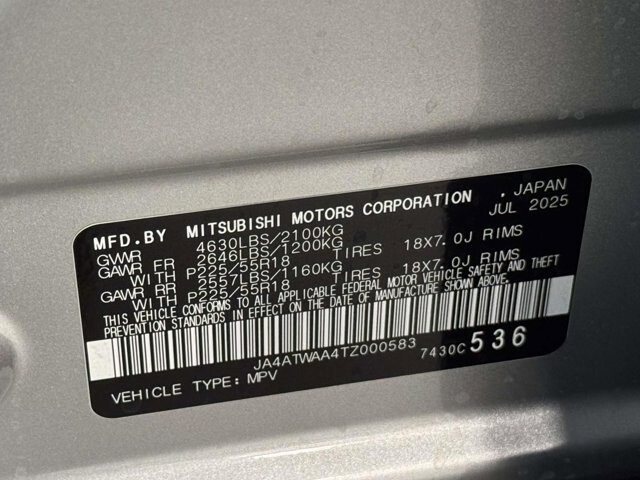 MFD.BY MITSUBISHI MOTORS CORPORATION . JAPAN
GVWR 4630LBS/2100KG JUL 2025
GAWR FR 2646LBS/1200KG
WITH P225/55R18 TIRES 18X7.0J RIMS
GAWR RR 2557LBS/1160KG
WITH P225/55R18 TIRES 18X7.0J RIMS
THIS VEHICLE CONFORMS TO ALL APPLICABLE FEDERAL MOTOR VEHICLE SAFETY AND THEFT
PREVENTION STANDARDS IN EFFECT ON THE DATE OF MANUFACTURE SHOWN ABOVE.
JA4ATWAA4TZ000583 7430C 536
VEHICLE TYPE: MPV